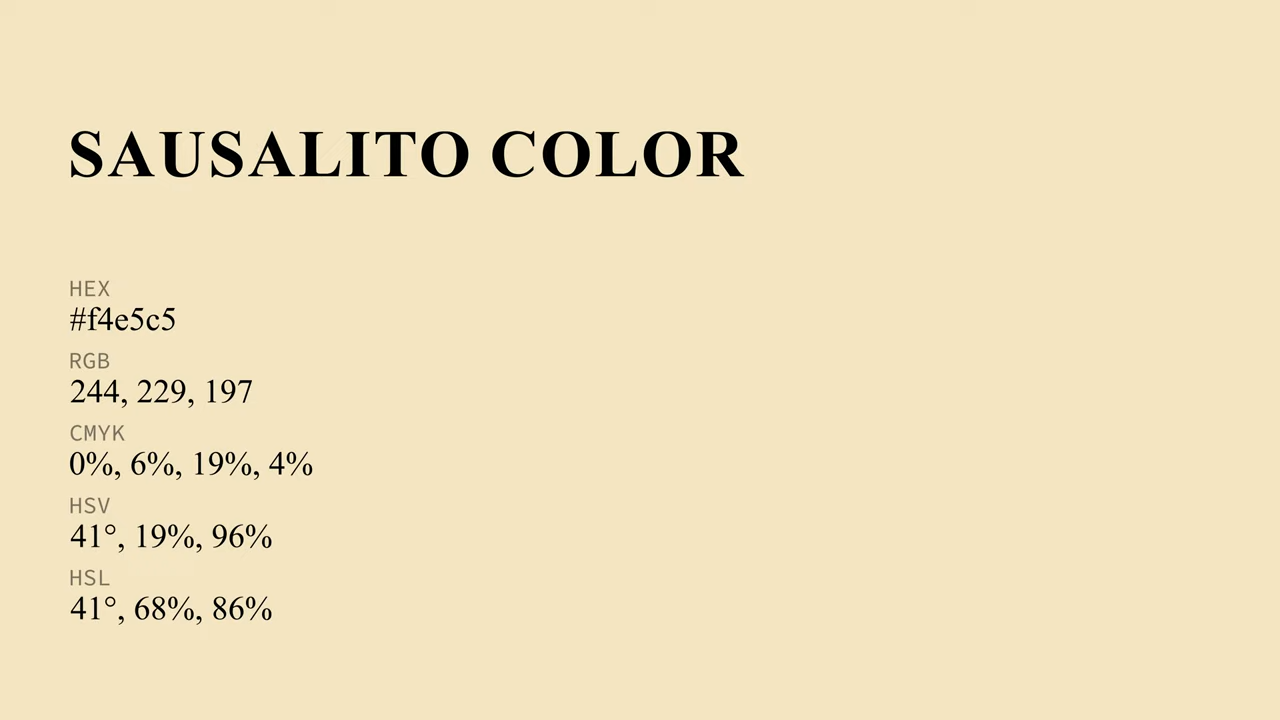 SAUSALITO COLOR
HEX
#f4e5c5
RGB
244, 229, 197
CMYK
0%, 6%, 19%, 4%
HSV
41°, 19%, 96%
HSL
41°, 68%, 86%